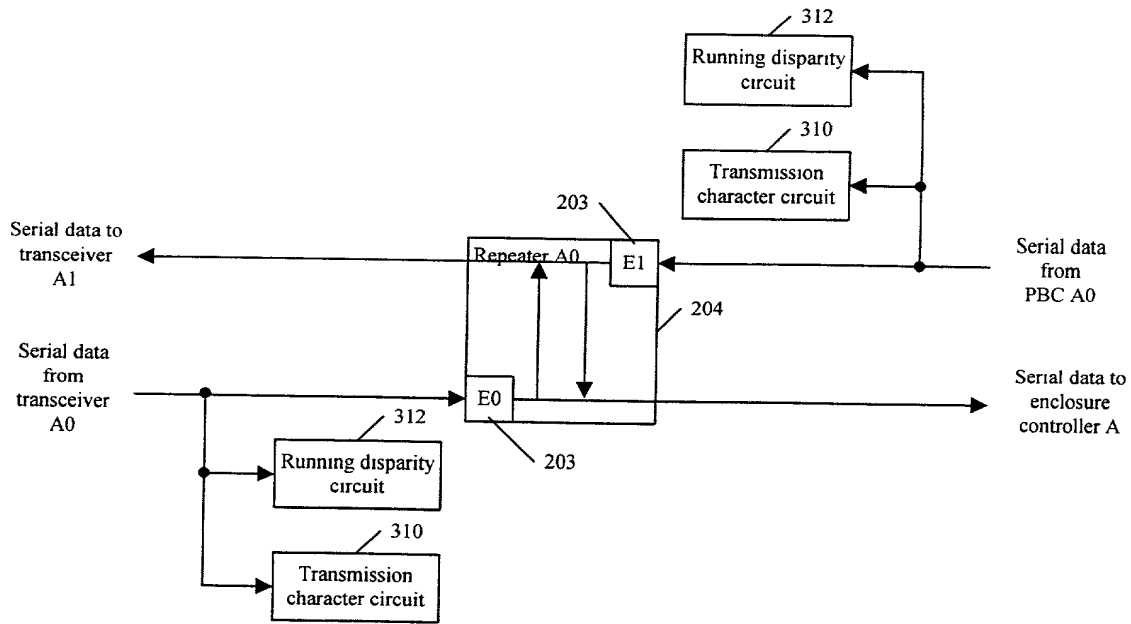 312
Running disparity
circuit
310
Transmission
character circuit
203
Serial data to
transceiver
A1
Repeater A0
E1
Serial data
from
PBC A0
204
Serial data
from
transceiver
A0
E0
203
Serial data to
enclosure
controller A
312
Running disparity
circuit
310
Transmission
character circuit